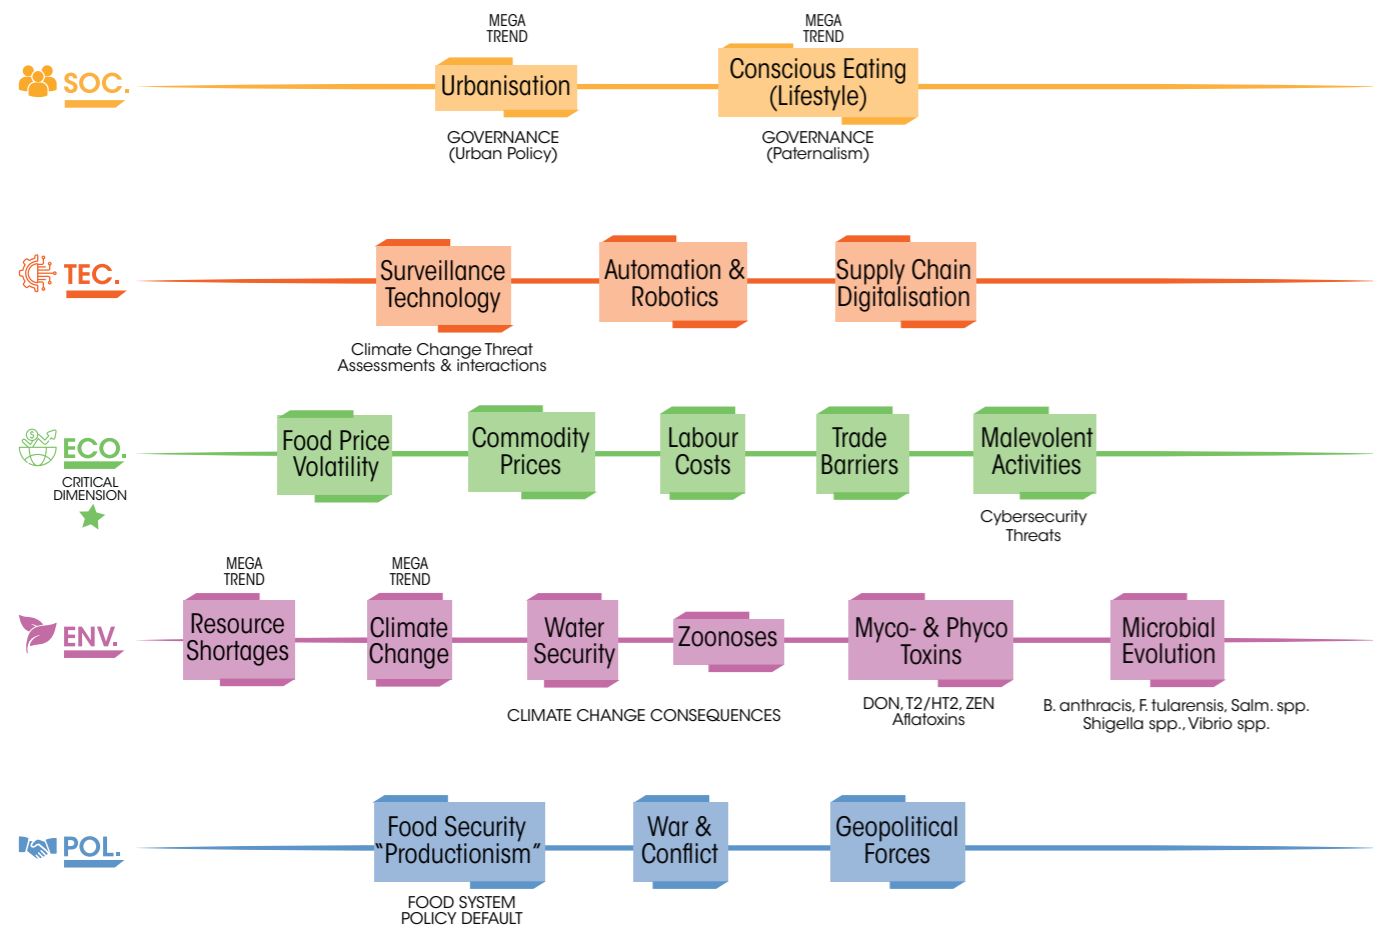 MEGA
TREND
MEGA
TREND
SOC.
Urbanisation
Conscious Eating
(Lifestyle)
GOVERNANCE
(Urban Policy)
GOVERNANCE
(Paternalism)
TEC.
Surveillance
Technology
Automation &
Robotics
Supply Chain
Digitalisation
Climate Change Threat
Assessments & interactions
ECO.
CRITICAL
DIMENSION
Food Price
Volatility
Commodity
Prices
Labour
Costs
Trade
Barriers
Malevolent
Activities
Cybersecurity
Threats
MEGA
TREND
MEGA
TREND
ENV.
Resource
Shortages
Climate
Change
Water
Security
Zoonoses
Myco- & Phyco
Toxins
Microbial
Evolution
CLIMATE CHANGE CONSEQUENCES
DON, T2/HT2, ZEN
Aflatoxins
B. anthracis, F. tularensis, Salm. spp.
Shigella spp., Vibrio spp.
POL.
Food Security
“Productionism”
War &
Conflict
Geopolitical
Forces
FOOD SYSTEM
POLICY DEFAULT